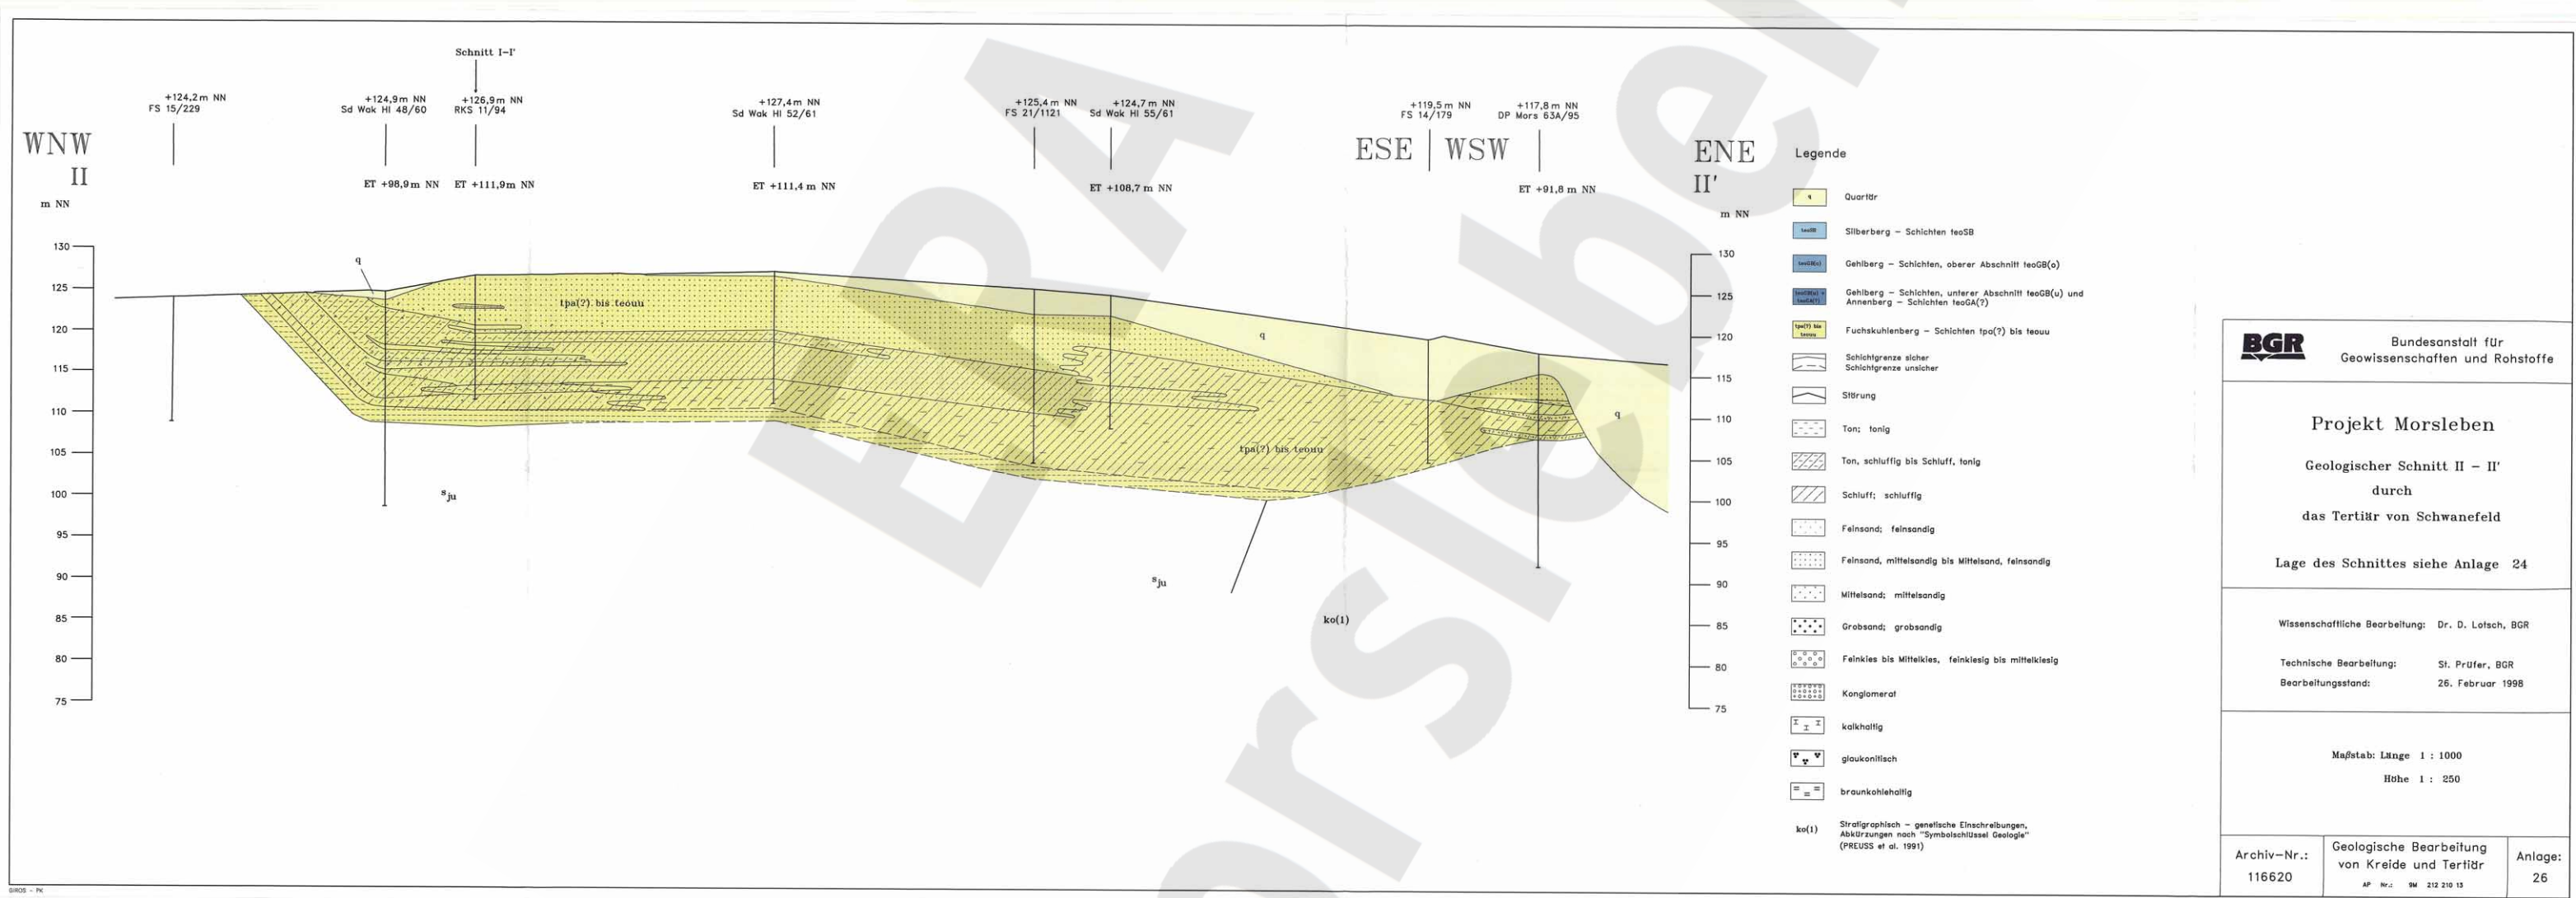 Schnitt I-I'
+124,2 m NN
FS 15/229
+124,9 m NN
Sd Wak Hl 48/60
+126,9 m NN
RKS 11/94
+127,4 m NN
Sd Wak Hl 52/61
+125,4 m NN
FS 21/1121
+124,7 m NN
Sd Wak Hl 55/61
+119,5 m NN
FS 14/179
+117,8 m NN
DP Mors 63A/95
WNW
II
ESE
WSW
ENE
II'
ET +98,9 m NN
ET +111,9 m NN
ET +111,4 m NN
ET +108,7 m NN
ET +91,8 m NN
m NN
130
125
120
115
110
105
100
95
90
85
80
75
m NN
130
125
120
115
110
105
100
95
90
85
80
75
q
tpa(?) bis teouu
q
tpa(?) bis teouu
q
sju
sju
ko(1)
Legende
q
Quartär
teoSB
Silberberg - Schichten teoSB
teoGB(o)
Gehlberg - Schichten, oberer Abschnitt teoGB(o)
Gehlberg - Schichten, unterer Abschnitt teoGB(u) und
Annenberg - Schichten teoGA(?)
tpa(?) bis
teouu
Fuchskuhlenberg - Schichten tpa(?) bis teouu
Schichtgrenze sicher
Schichtgrenze unsicher
Störung
Ton; tonig
Ton, schluffig bis Schluff, tonig
Schluff; schluffig
Feinsand; feinsandig
Feinsand, mittelsandig bis Mittelsand, feinsandig
Mittelsand; mittelsandig
Grobsand; grobsandig
Feinkies bis Mittelkies, feinkiesig bis mittelkiesig
Konglomerat
kalkhaltig
glaukonitisch
braunkohlehaltig
ko(1)
Stratigraphisch - genetische Einschreibungen,
Abkürzungen nach "Symbolschlüssel Geologie"
(PREUSS et al. 1991)
BGR
Bundesanstalt für
Geowissenschaften und Rohstoffe
Projekt Morsleben
Geologischer Schnitt II - II'
durch
das Tertiär von Schwanefeld
Lage des Schnittes siehe Anlage 24
Wissenschaftliche Bearbeitung: Dr. D. Lotsch, BGR
Technische Bearbeitung: St. Prüfer, BGR
Bearbeitungsstand: 26. Februar 1998
Maßstab: Länge 1 : 1000
Höhe 1 : 250
Archiv-Nr.:
116620
Geologische Bearbeitung
von Kreide und Tertiär
AP Nr.: 9M 212 210 13
Anlage:
26
ERA